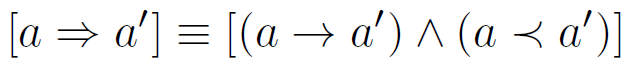 [a ⇒ a′] ≡ [(a → a′) ∧ (a ≺ a′)]